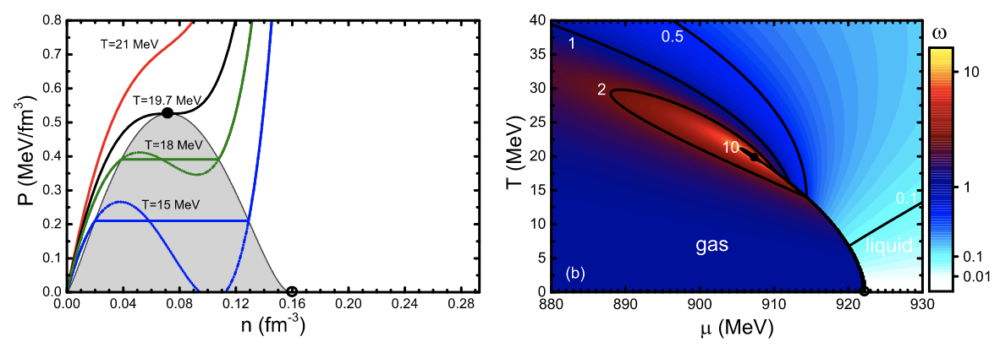 0.8
0.7
0.6
0.5
0.4
0.3
0.2
0.1
0.0
P (MeV/fm³)
T=21 MeV
T=19.7 MeV
T=18 MeV
T=15 MeV
0.00 0.04 0.08 0.12 0.16 0.20 0.24 0.28
n (fm⁻³)
40
35
30
25
20
15
10
5
0
T (MeV)
0.5
1
2
10
0.1
gas
liquid
(b)
880 890 900 910 920 930
μ (MeV)
ω
10
1
0.1
0.01